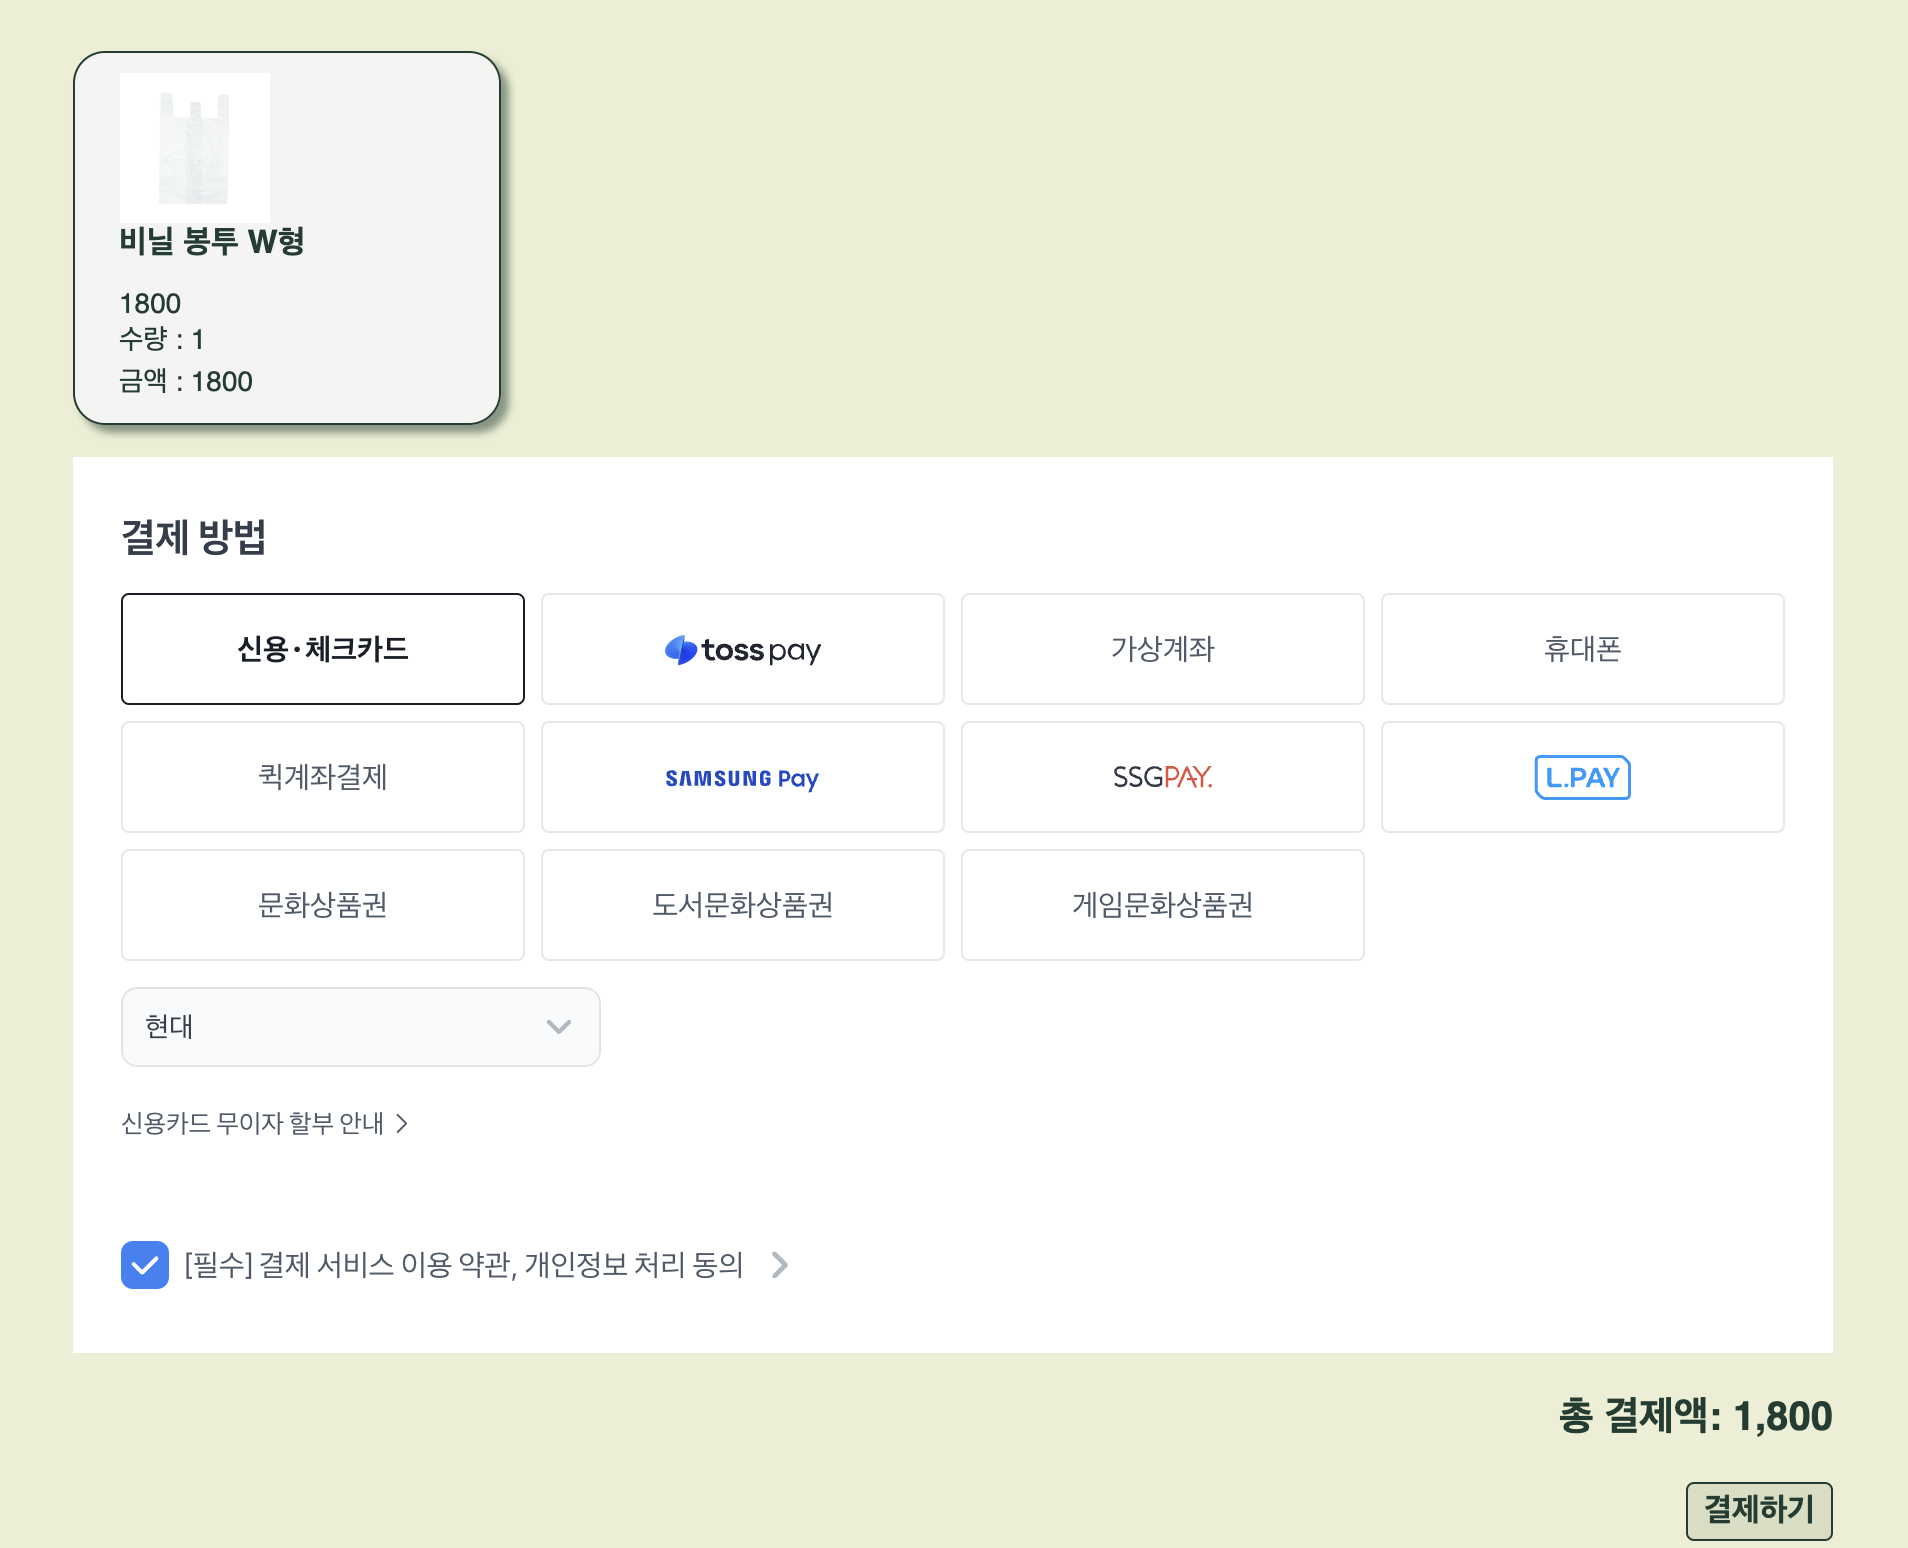 비닐 봉투 W형
1800
수량 : 1
금액 : 1800
결제 방법
신용·체크카드
toss pay
가상계좌
휴대폰
퀵계좌결제
SAMSUNG Pay
SSGPAY.
L.PAY
문화상품권
도서문화상품권
게임문화상품권
현대
신용카드 무이자 할부 안내 >
[필수] 결제 서비스 이용 약관, 개인정보 처리 동의 >
총 결제액: 1,800
결제하기